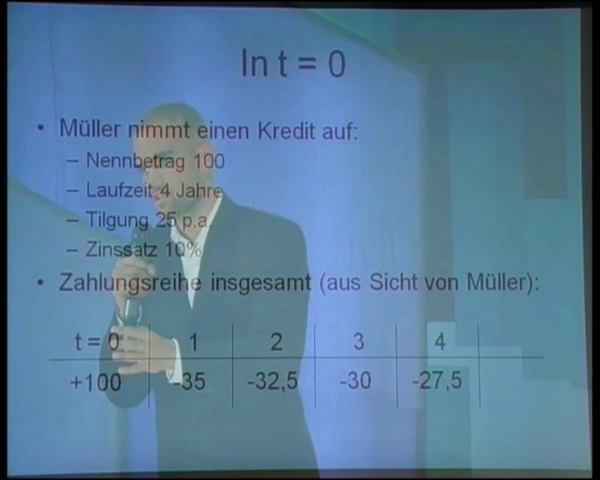 In t = 0
• Müller nimmt einen Kredit auf:
– Nennbetrag 100
– Laufzeit 4 Jahre
– Tilgung 25 p.a.
– Zinssatz 10%
• Zahlungsreihe insgesamt (aus Sicht von Müller):
t = 0 1 2 3 4
+100 -35 -32,5 -30 -27,5